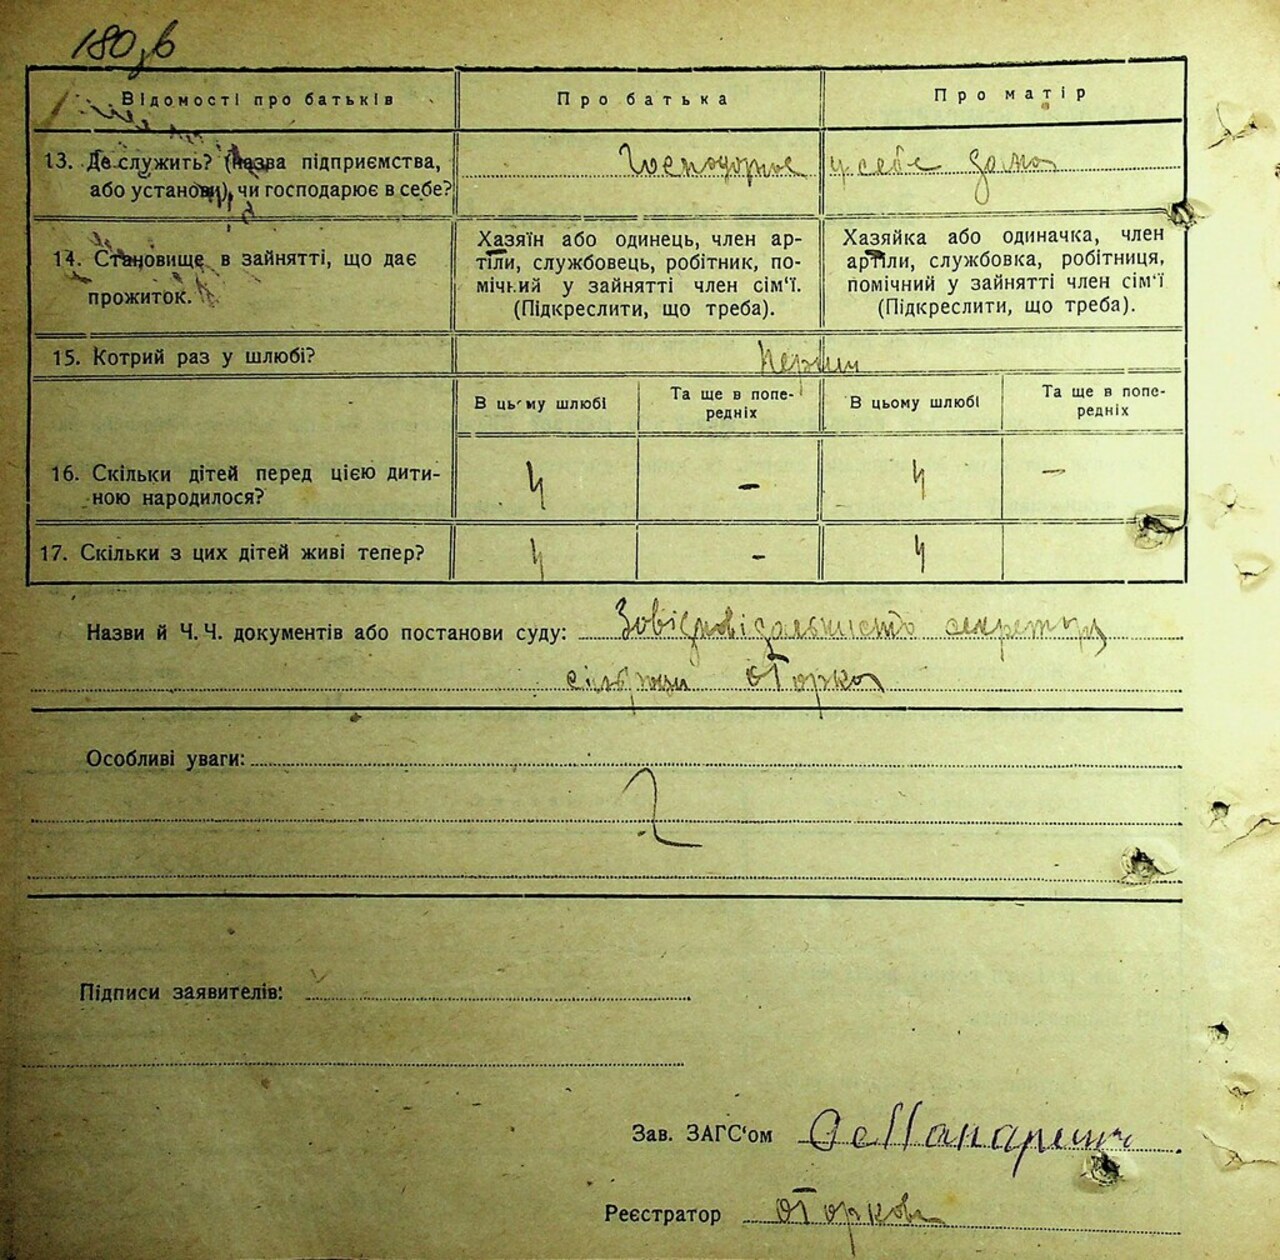 180,б
Відомості про батьків Про батька Про матір
13. Де служить? (Назва підприємства, або установи), чи господарює в себе?
у себе дома
14. Становище в зайнятті, що дає прожиток.
Хазяїн або одинець, член ар-
тіли, службовець, робітник, по-
мічний у зайнятті член сім'ї.
(Підкреслити, що треба).
Хазяйка або одиначка, член
артіли, службовка, робітниця,
помічний у зайнятті член сім'ї
(Підкреслити, що треба).
15. Котрий раз у шлюбі?
В цьому шлюбі Та ще в попе-
редніх
В цьому шлюбі Та ще в попе-
редніх
16. Скільки дітей перед цією дити-
ною народилося?
4 - 4 -
17. Скільки з цих дітей живі тепер? 4 - 4
Назви й Ч. Ч. документів або постанови суду: секретар
Особливі уваги:
Підписи заявителів:
Зав. ЗАГС'ом
Реєстратор